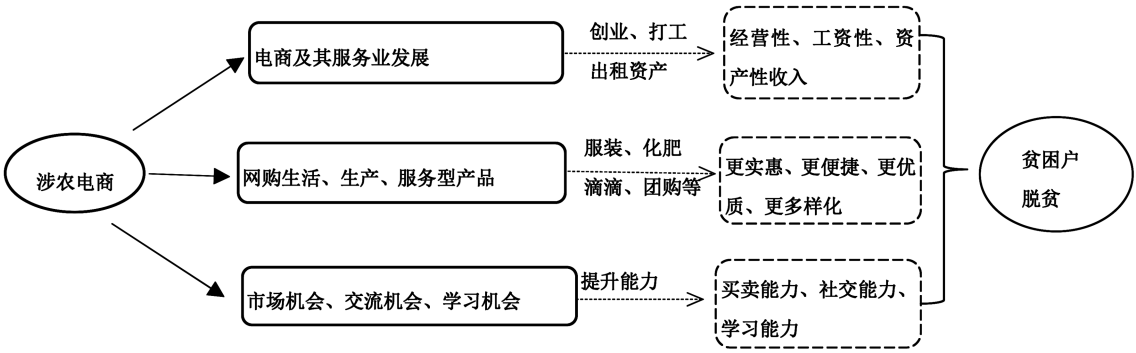 涉农电商
电商及其服务业发展
创业、打工
出租资产
经营性、工资性、资
产性收入
网购生活、生产、服务型产品
服装、化肥
滴滴、团购等
更实惠、更便捷、更优
质、更多样化
市场机会、交流机会、学习机会
提升能力
买卖能力、社交能力、
学习能力
贫困户
脱贫